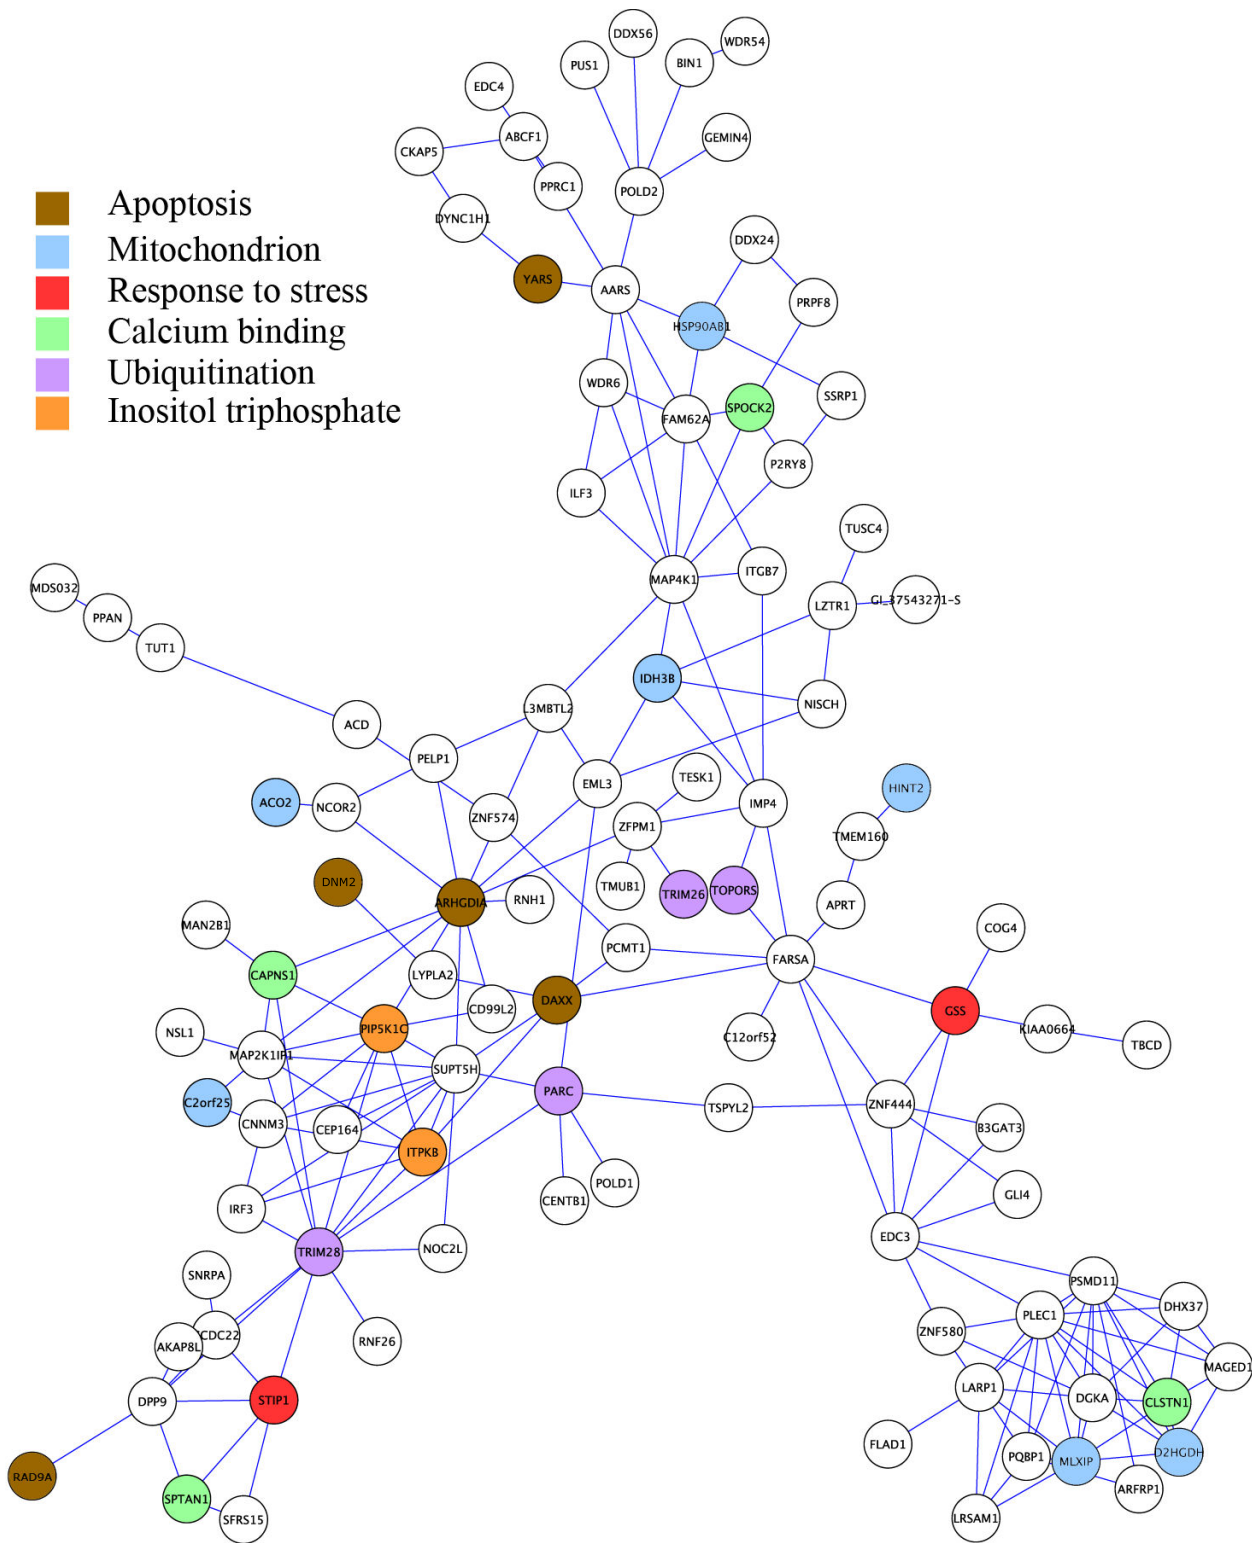 DDX56
WDR54
PUS1
BIN1
EDC4
ABCF1
GEMIN4
CKAP5
PPRC1
POLD2
Apoptosis
DYNC1H1
DDX24
Mitochondrion
YARS
AARS
Response to stress
PRPF8
HSP90AB1
Calcium binding
Ubiquitination
WDR6
SSRP1
SPOCK2
Inositol triphosphate
FAM62A
P2RY8
ILF3
TUSC4
MAP4K1
ITGB7
MDS032
GI_37543271-S
LZTR1
PPAN
TUT1
IDH3B
NISCH
L3MBTL2
ACD
PELP1
TESK1
EML3
HINT2
ACO2
NCOR2
IMP4
ZNF574
ZFPM1
TMEM160
DNM2
TMUB1
TRIM26
TOPORS
ARHGDIA
RNH1
APRT
MAN2B1
COG4
PCMT1
FARSA
CAPNS1
LYPLA2
DAXX
CD99L2
GSS
PIP5K1C
NSL1
KIAA0664
C12orf52
TBCD
MAP2K1IP1
SUPT5H
PARC
C2orf25
TSPYL2
ZNF444
CNNM3
CEP164
B3GAT3
ITPKB
POLD1
GLI4
CENTB1
IRF3
EDC3
TRIM28
NOC2L
SNRPA
PSMD11
DHX37
PLEC1
CDC22
RNF26
ZNF580
AKAP8L
MAGED1
LARP1
DGKA
DPP9
STIP1
CLSTN1
FLAD1
D2HGDH
PQBP1
MLXIP
RAD9A
ARFRP1
SPTAN1
SFRS15
LRSAM1